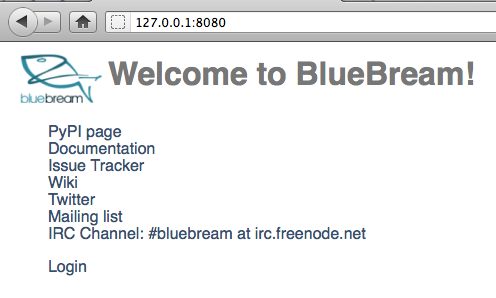 127.0.0.1:8080
bluebream
Welcome to BlueBream!
PyPI page
Documentation
Issue Tracker
Wiki
Twitter
Mailing list
IRC Channel: #bluebream at irc.freenode.net
Login